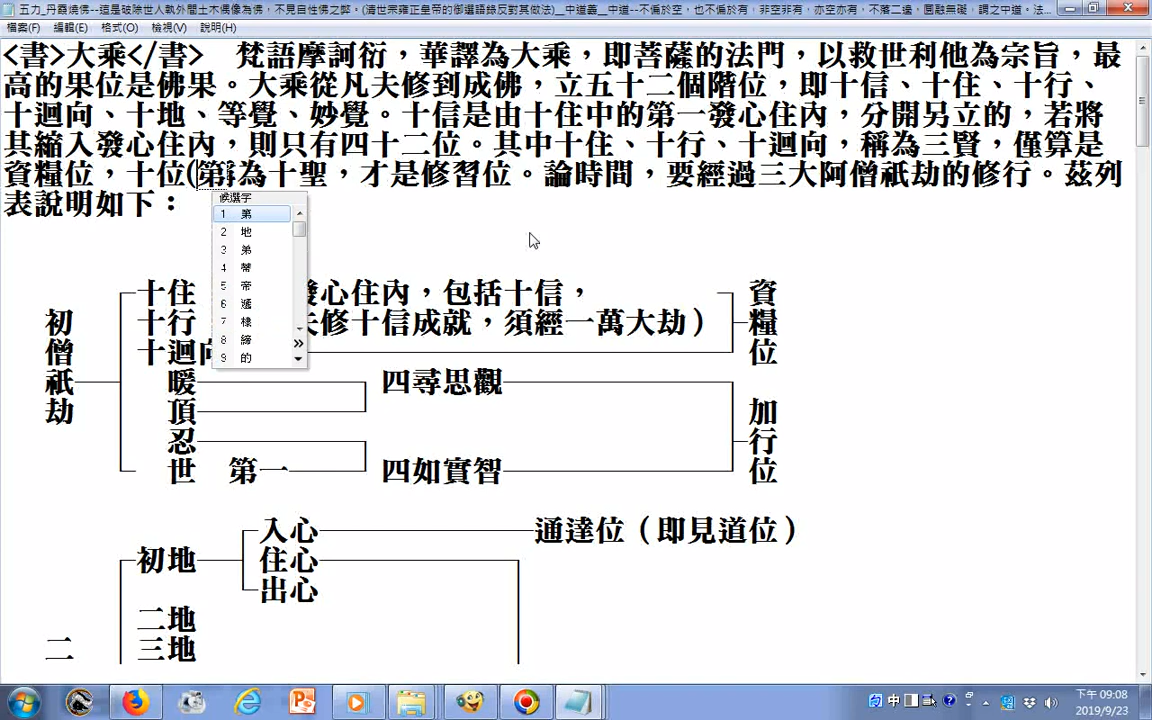 五力_丹霞燒佛--這是破除世人執外間土木偶像為佛，不見自性佛之弊。(清世宗雍正皇帝的御選語錄反對其做法)__中道義__中道--不偏於空，也不偏於有，非空非有，亦空亦有，不落二邊，圓融無礙，謂之中道。法...
檔案(F) 編輯(E) 格式(O) 檢視(V) 說明(H)
<書>大乘</書> 梵語摩訶衍，華譯為大乘，即菩薩的法門，以救世利他為宗旨，最
高的果位是佛果。大乘從凡夫修到成佛，立五十二個階位，即十信、十住、十行、
十迴向、十地、等覺、妙覺。十信是由十住中的第一發心住內，分開另立的，若將
其縮入發心住內，則只有四十二位。其中十住、十行、十迴向，稱為三賢，僅算是
資糧位，十位(第為十聖，才是修習位。論時間，要經過三大阿僧祇劫的修行。茲列
表說明如下：
候選字
1 第
2 地
3 弟
4 蒂
5 帝
6 遞
7 棣
8 締
9 的
十住 發心住內，包括十信，
十行 夫修十信成就，須經一萬大劫）
十迴向
暖
頂
忍
世 第一
初僧祇劫
四尋思觀
四如實智
資糧位
加行位
入心 通達位（即見道位）
初地 住心
出心
二地
二 三地
中
下午 09:08
2019/9/23